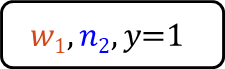 w₁, n₂, y=1